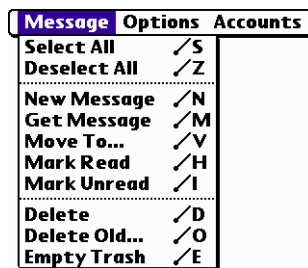 Message Options Accounts
Select All /S
Deselect All /Z
New Message /N
Get Message /M
Move To... /V
Mark Read /H
Mark Unread /I
Delete /D
Delete Old... /O
Empty Trash /E